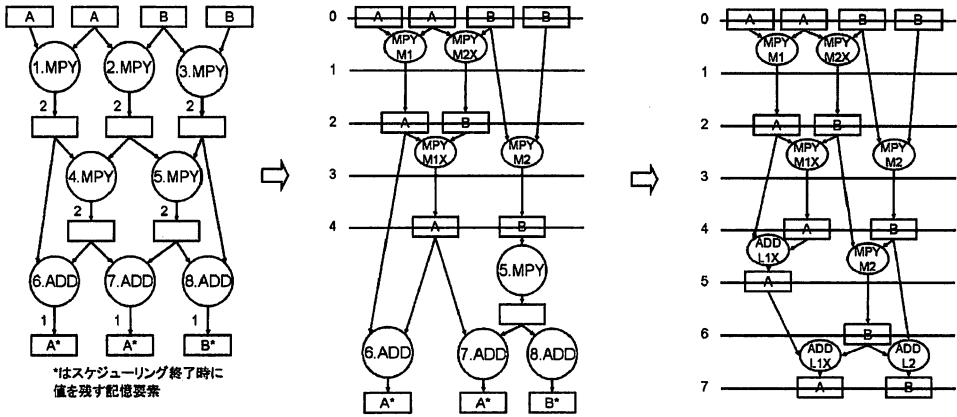 A A B B
1.MPY 2.MPY 3.MPY
2 2 2
4.MPY 5.MPY
2 2
6.ADD 7.ADD 8.ADD
1 1 1
A* A* B*
*はスケジューリング終了時に
値を残す記憶要素
0 A A B B
MPY M1 MPY M2X
1
2 A B
MPY M1X MPY M2
3
4 A B
5.MPY
6.ADD 7.ADD 8.ADD
A* A* B*
0 A A B B
MPY M1 MPY M2X
1
2 A B
MPY M1X MPY M2
3
4 A B
ADD L1X MPY M2
5 A
6 B
ADD L1X ADD L2
7 A B